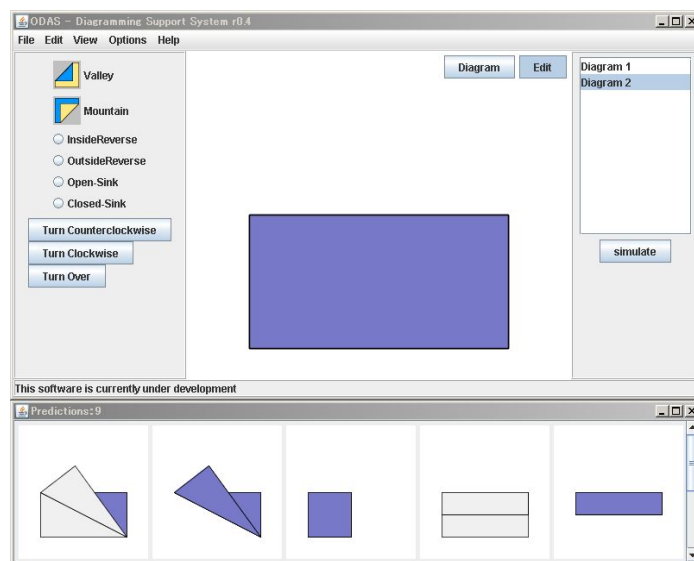 ODAS - Diagramming Support System r0.4
File Edit View Options Help
Valley
Mountain
InsideReverse
OutsideReverse
Open-Sink
Closed-Sink
Turn Counterclockwise
Turn Clockwise
Turn Over
Diagram Edit
Diagram 1
Diagram 2
simulate
This software is currently under development
Predictions:9